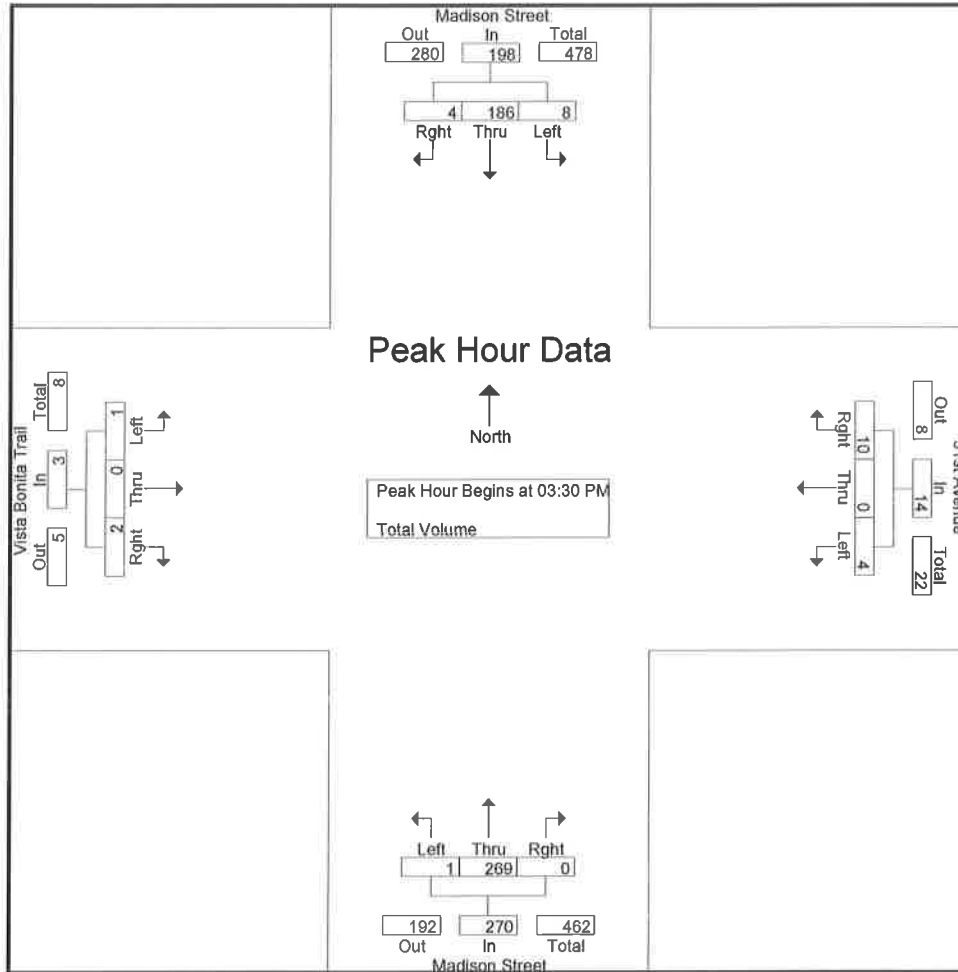 Madison Street
Out In Total
280 198 478
4 186 8
Rght Thru Left
Peak Hour Data
North
Peak Hour Begins at 03:30 PM
Total Volume
Vista Bonita Trail
Total In Out
8 3 5
1 0 2
Left Thru Rght
Rght Thru Left
10 0 4
Out In Total
8 14 22
Avenue
Left Thru Rght
1 269 0
192 270 462
Out In Total
Madison Street